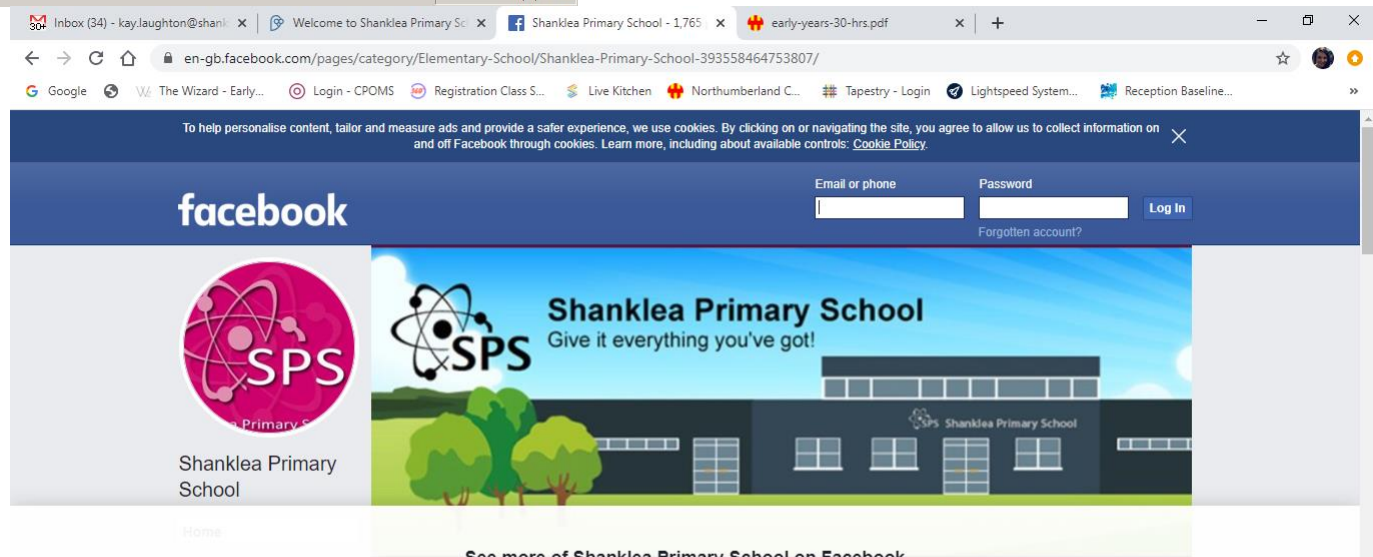 30+ Inbox (34) - kay.laughton@shank
Welcome to Shanklea Primary Sc
Shanklea Primary School - 1,765
early-years-30-hrs.pdf
en-gb.facebook.com/pages/category/Elementary-School/Shanklea-Primary-School-393558464753807/
Google
The Wizard - Early...
Login - CPOMS
Registration Class S...
Live Kitchen
Northumberland C...
Tapestry - Login
Lightspeed System...
Reception Baseline...
To help personalise content, tailor and measure ads and provide a safer experience, we use cookies. By clicking on or navigating the site, you agree to allow us to collect information on
and off Facebook through cookies. Learn more, including about available controls: Cookie Policy.
facebook
Email or phone
Password
Log In
Forgotten account?
SPS
Primary
SPS
Shanklea Primary School
Give it everything you've got!
SPS Shanklea Primary School
Shanklea Primary
School
Home
See more of Shanklea Primary School on Facebook